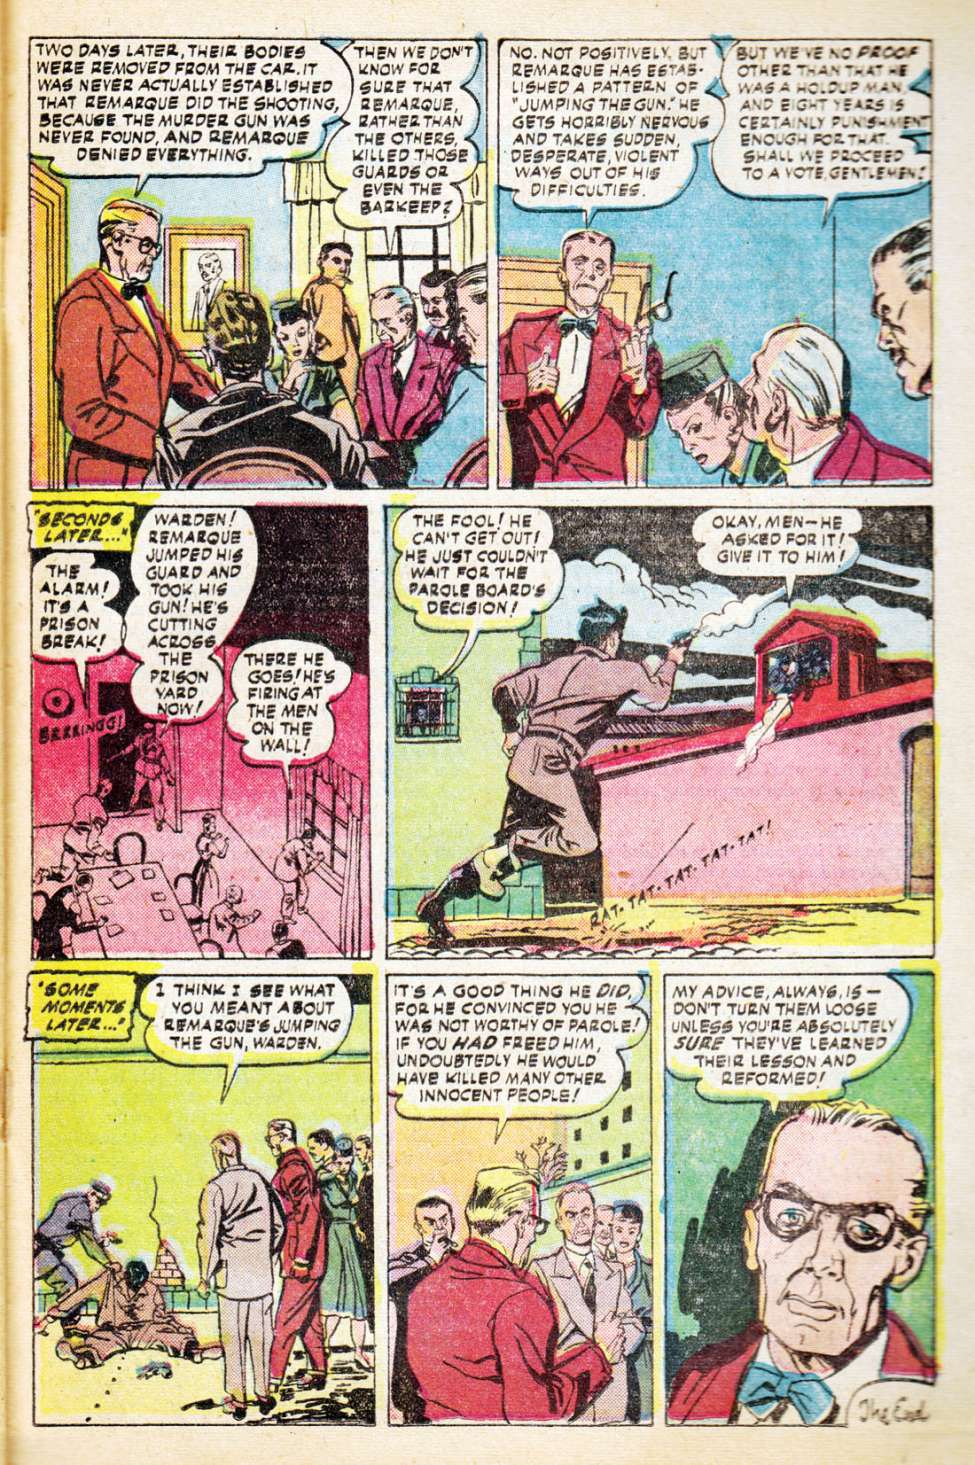 TWO DAYS LATER, THEIR BODIES
WERE REMOVED FROM THE CAR. IT
WAS NEVER ACTUALLY ESTABLISHED
THAT REMARQUE DID THE SHOOTING,
BECAUSE THE MURDER GUN WAS
NEVER FOUND, AND REMARQUE
DENIED EVERYTHING.
THEN WE DON'T
KNOW FOR
SURE THAT
REMARQUE,
RATHER THAN
THE OTHERS,
KILLED THOSE
GUARDS OR
EVEN THE
BARKEEP?
NO. NOT POSITIVELY. BUT
REMARQUE HAS ESTAB-
LISHED A PATTERN OF
"JUMPING THE GUN." HE
GETS HORRIBLY NERVOUS
AND TAKES SUDDEN,
DESPERATE, VIOLENT
WAYS OUT OF HIS
DIFFICULTIES.
BUT WE'VE NO PROOF
OTHER THAN THAT HE
WAS A HOLDUP MAN,
AND EIGHT YEARS IS
CERTAINLY PUNISHMENT
ENOUGH FOR THAT.
SHALL WE PROCEED
TO A VOTE, GENTLEMEN?
"SECONDS
LATER..."
THE
ALARM!
IT'S A
PRISON
BREAK!
WARDEN!
REMARQUE
JUMPED HIS
GUARD AND
TOOK HIS
GUN! HE'S
CUTTING
ACROSS
THE
PRISON
YARD
NOW!
BRRRINGG!
THERE HE
GOES! HE'S
FIRING AT
THE MEN
ON THE
WALL!
THE FOOL! HE
CAN'T GET OUT!
HE JUST COULDN'T
WAIT FOR THE
PAROLE BOARD'S
DECISION!
OKAY, MEN—HE
ASKED FOR IT!
GIVE IT TO HIM!
RAT-TAT-TAT-TAT-TAT!
"SOME
MOMENTS
LATER..."
I THINK I SEE WHAT
YOU MEANT ABOUT
REMARQUE'S JUMPING
THE GUN, WARDEN.
IT'S A GOOD THING HE DID,
FOR HE CONVINCED YOU HE
WAS NOT WORTHY OF PAROLE!
IF YOU HAD FREED HIM,
UNDOUBTEDLY HE WOULD
HAVE KILLED MANY OTHER
INNOCENT PEOPLE!
MY ADVICE, ALWAYS, IS—
DON'T TURN THEM LOOSE
UNLESS YOU'RE ABSOLUTELY
SURE THEY'VE LEARNED
THEIR LESSON AND
REFORMED!
The End